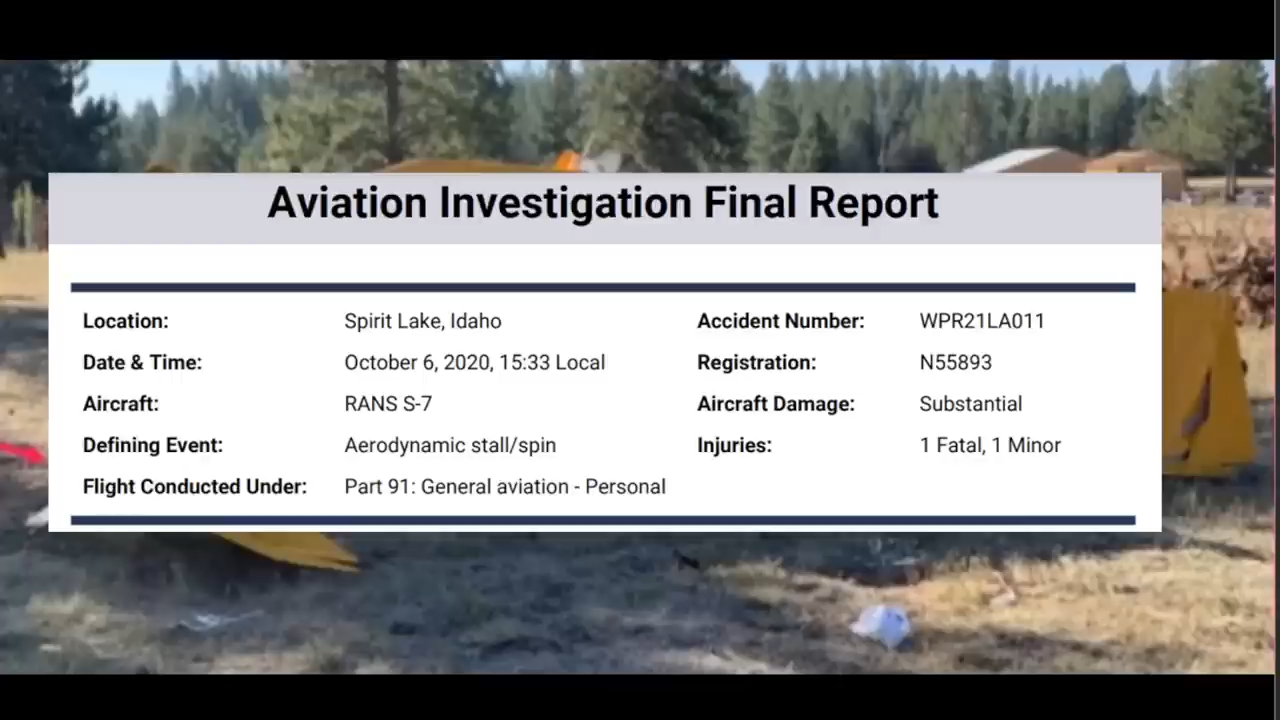 Aviation Investigation Final Report
Location: Spirit Lake, Idaho Accident Number: WPR21LA011
Date & Time: October 6, 2020, 15:33 Local Registration: N55893
Aircraft: RANS S-7 Aircraft Damage: Substantial
Defining Event: Aerodynamic stall/spin Injuries: 1 Fatal, 1 Minor
Flight Conducted Under: Part 91: General aviation - Personal